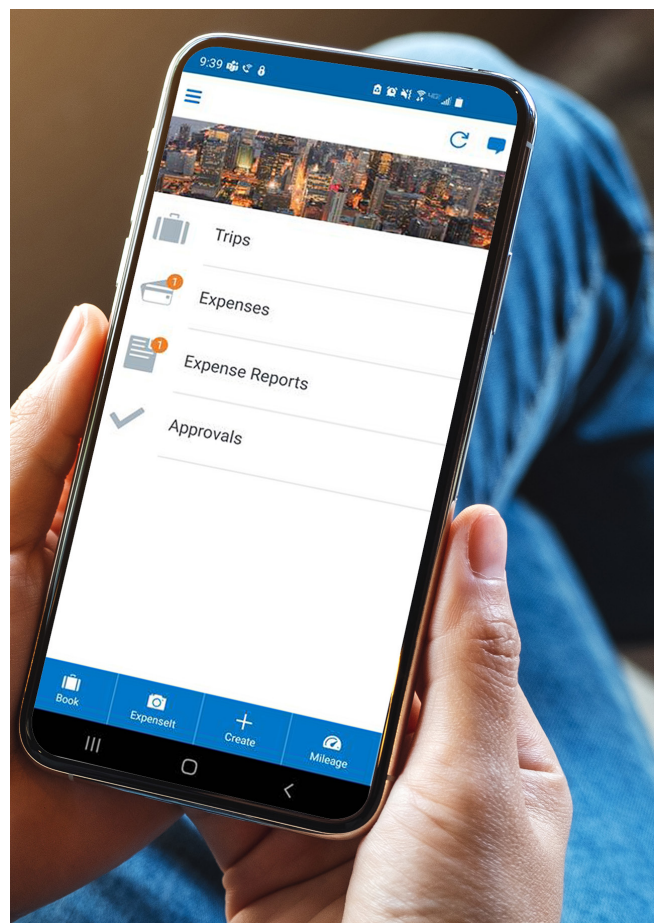 9:39
Trips
1
Expenses
1
Expense Reports
Approvals
Book
ExpenseIt
Create
Mileage